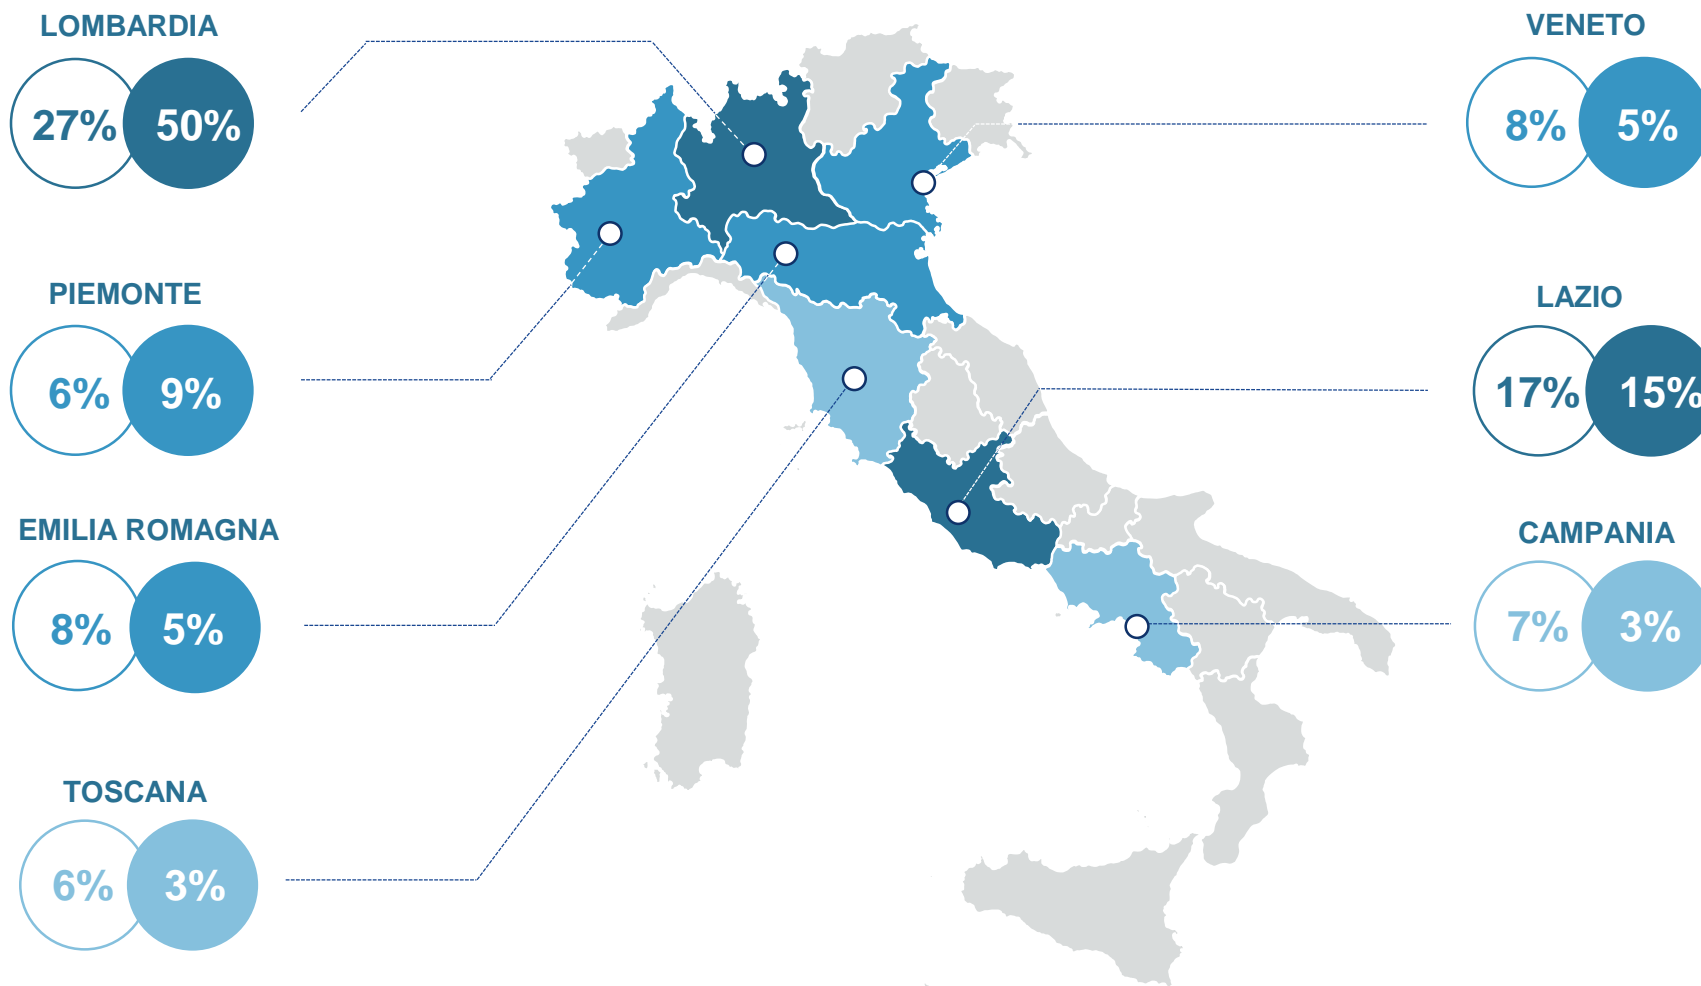 LOMBARDIA
27% 50%
PIEMONTE
6% 9%
EMILIA ROMAGNA
8% 5%
TOSCANA
6% 3%
VENETO
8% 5%
LAZIO
17% 15%
CAMPANIA
7% 3%